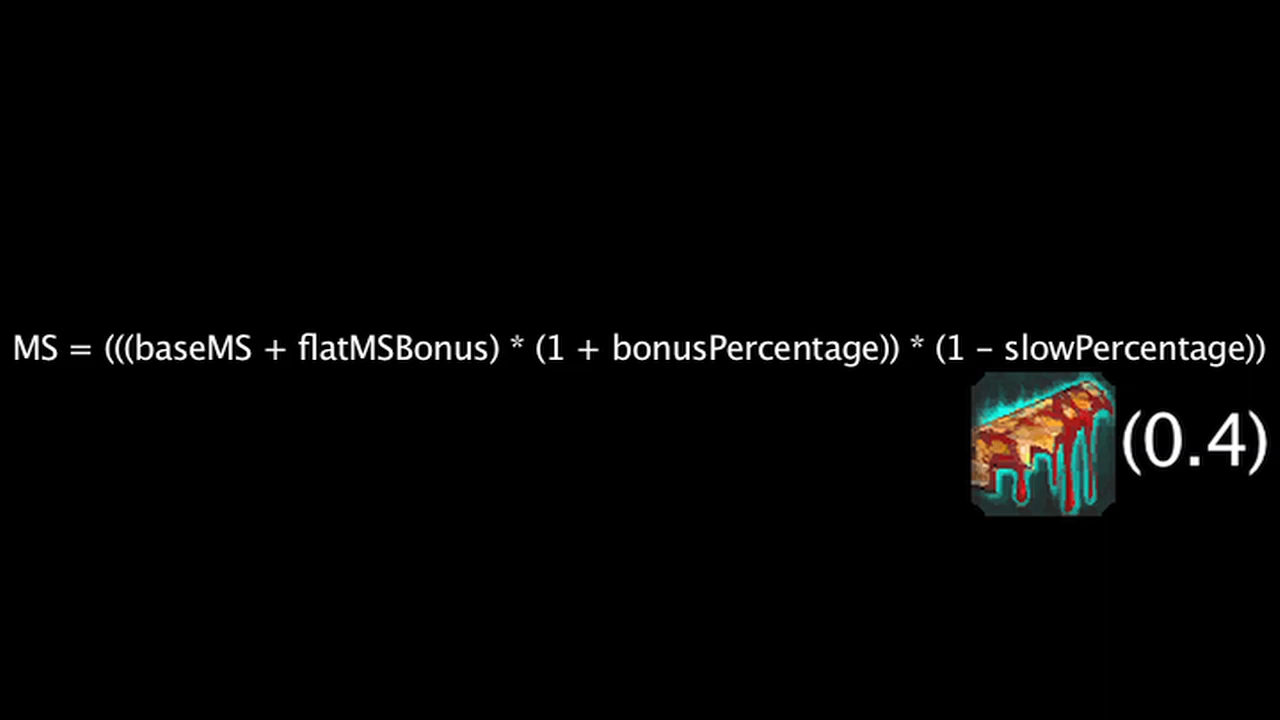 MS = (((baseMS + flatMSBonus) * (1 + bonusPercentage)) * (1 – slowPercentage))
(0.4)